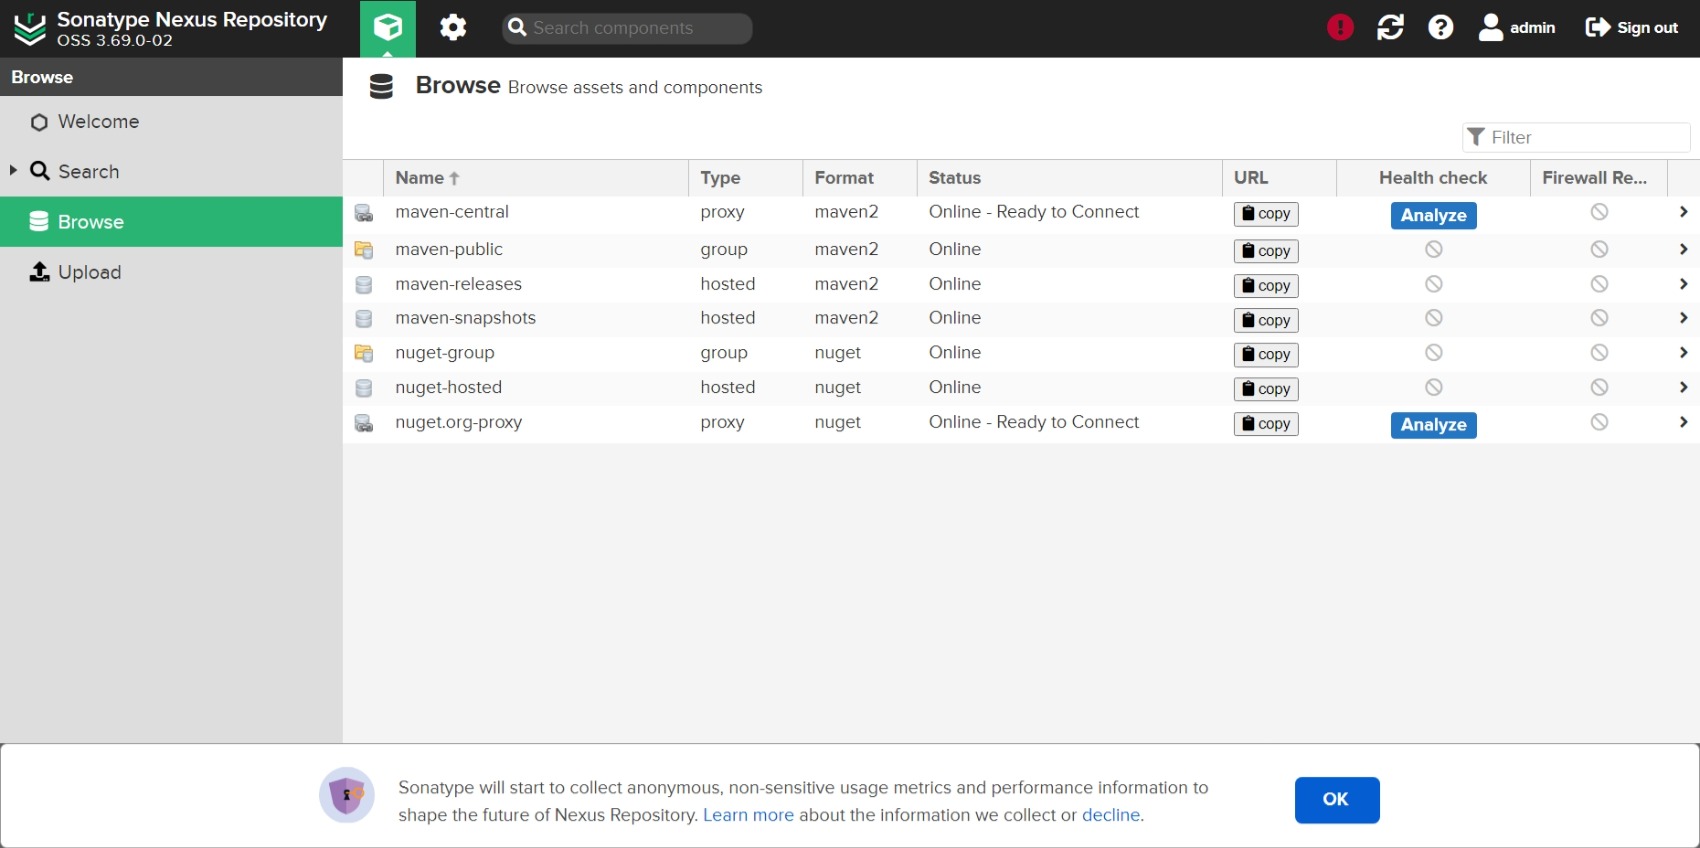 Sonatype Nexus Repository
OSS 3.69.0-02
Search components
admin
Sign out
Browse
Welcome
Search
Browse
Upload
Browse Browse assets and components
Filter
Name Type Format Status URL Health check Firewall Re...
maven-central proxy maven2 Online - Ready to Connect copy Analyze
maven-public group maven2 Online copy
maven-releases hosted maven2 Online copy
maven-snapshots hosted maven2 Online copy
nuget-group group nuget Online copy
nuget-hosted hosted nuget Online copy
nuget.org-proxy proxy nuget Online - Ready to Connect copy Analyze
Sonatype will start to collect anonymous, non-sensitive usage metrics and performance information to
shape the future of Nexus Repository. Learn more about the information we collect or decline.
OK